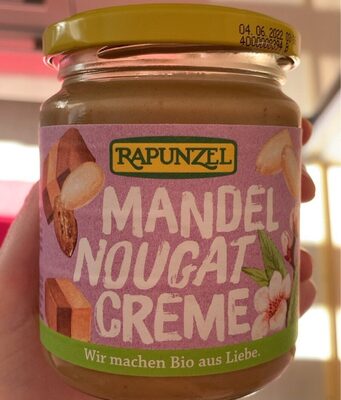 04.06.2022
RAPUNZEL
MANDEL
NOUGAT
CREME
Wir machen Bio aus Liebe.